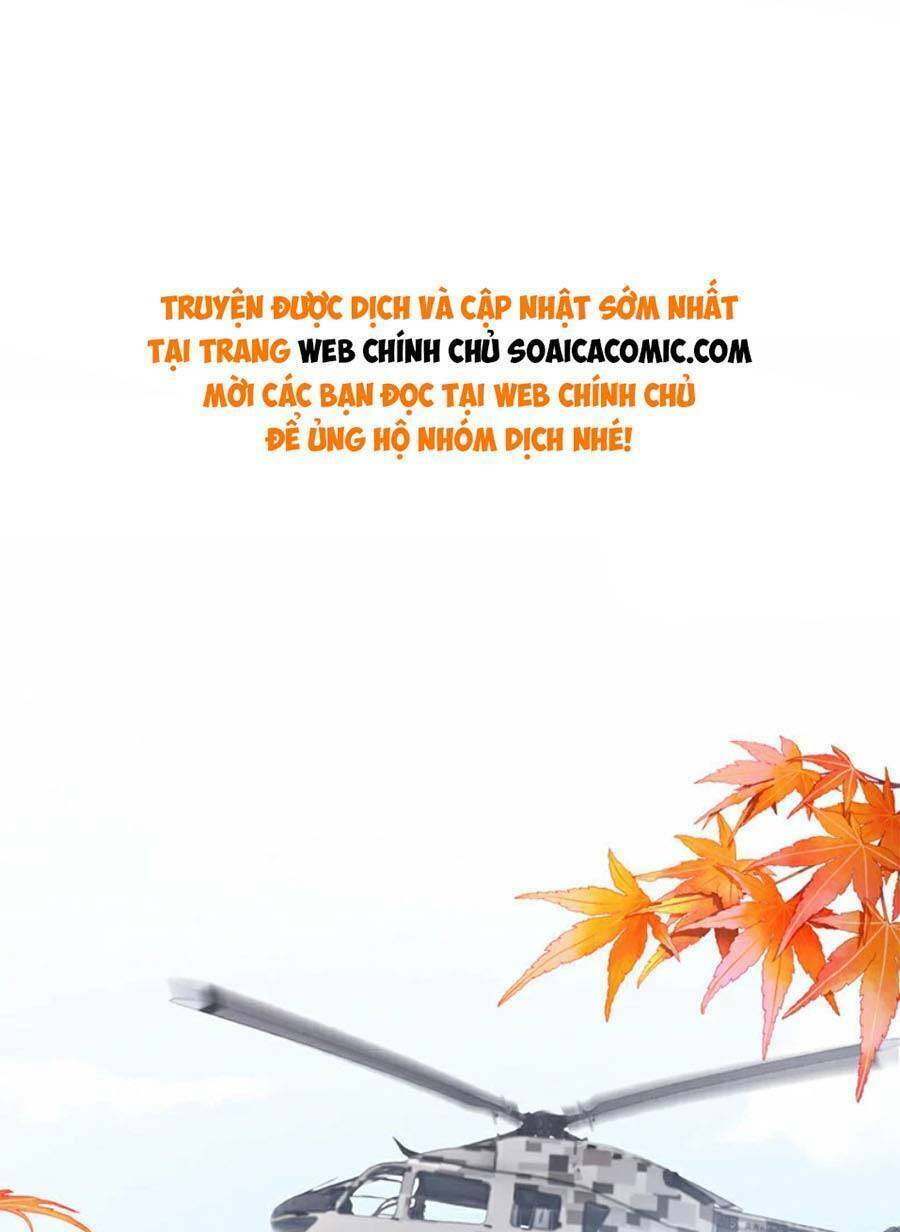 TRUYỆN ĐƯỢC DỊCH VÀ CẬP NHẬT SỚM NHẤT
TẠI TRANG WEB CHÍNH CHỦ SOAICACOMIC.COM
MỜI CÁC BẠN ĐỌC TẠI WEB CHÍNH CHỦ
ĐỂ ỦNG HỘ NHÓM DỊCH NHÉ!